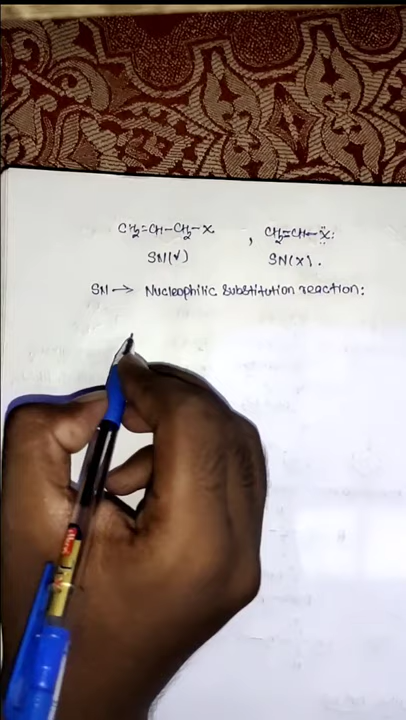 CH₂=CH-CH₂-X , CH₂=CH-Ẍ:
SN(√) SN(X).
SN → Nucleophilic substitution reaction: